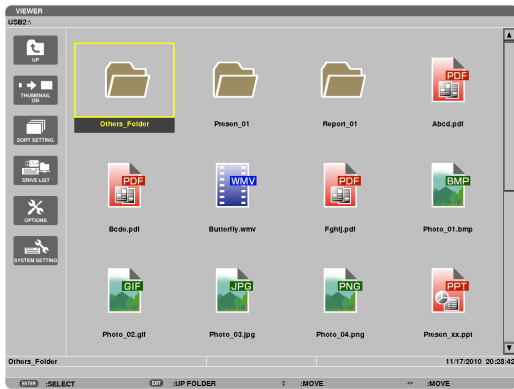 VIEWER
USB2:\
UP
THUMBNAIL
ON
SORT SETTING
DRIVE LIST
OPTIONS
SYSTEM SETTING
Others_Folder
Presen_01
Report_01
PDF
Abcd.pdf
PDF
Bcde.pdf
WMV
Butterfly.wmv
PDF
Fghij.pdf
BMP
Photo_01.bmp
GIF
Photo_02.gif
JPG
Photo_03.jpg
PNG
Photo_04.png
PPT
Presen_xx.ppt
Others_Folder 11/17/2010 20:28:42
ENTER :SELECT EXIT :UP FOLDER :MOVE :MOVE